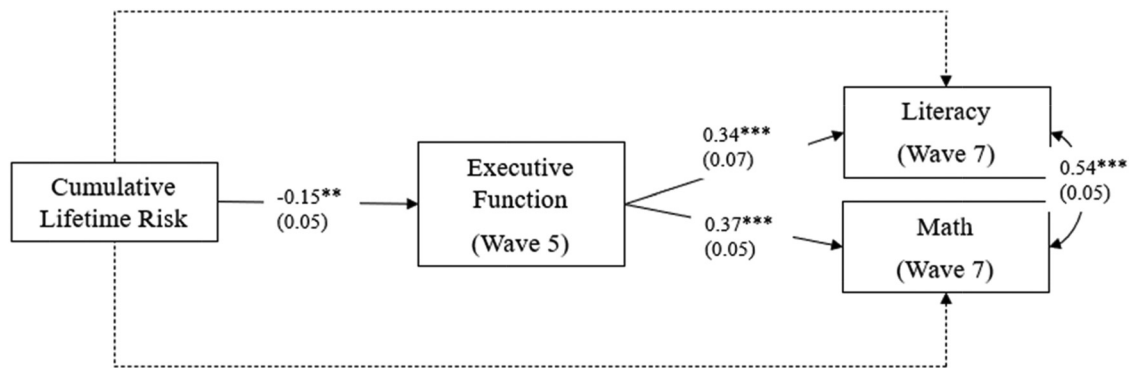 Cumulative
Lifetime Risk
-0.15**
(0.05)
Executive
Function
(Wave 5)
0.34***
(0.07)
0.37***
(0.05)
Literacy
(Wave 7)
Math
(Wave 7)
0.54***
(0.05)